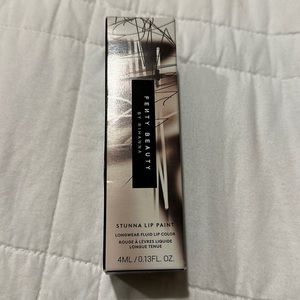 FENTY BEAUTY
BY RIHANNA
STUNNA LIP PAINT
LONGWEAR FLUID LIP COLOR
ROUGE À LÈVRES LIQUIDE
LONGUE TENUE
4ML / 0.13FL. OZ.